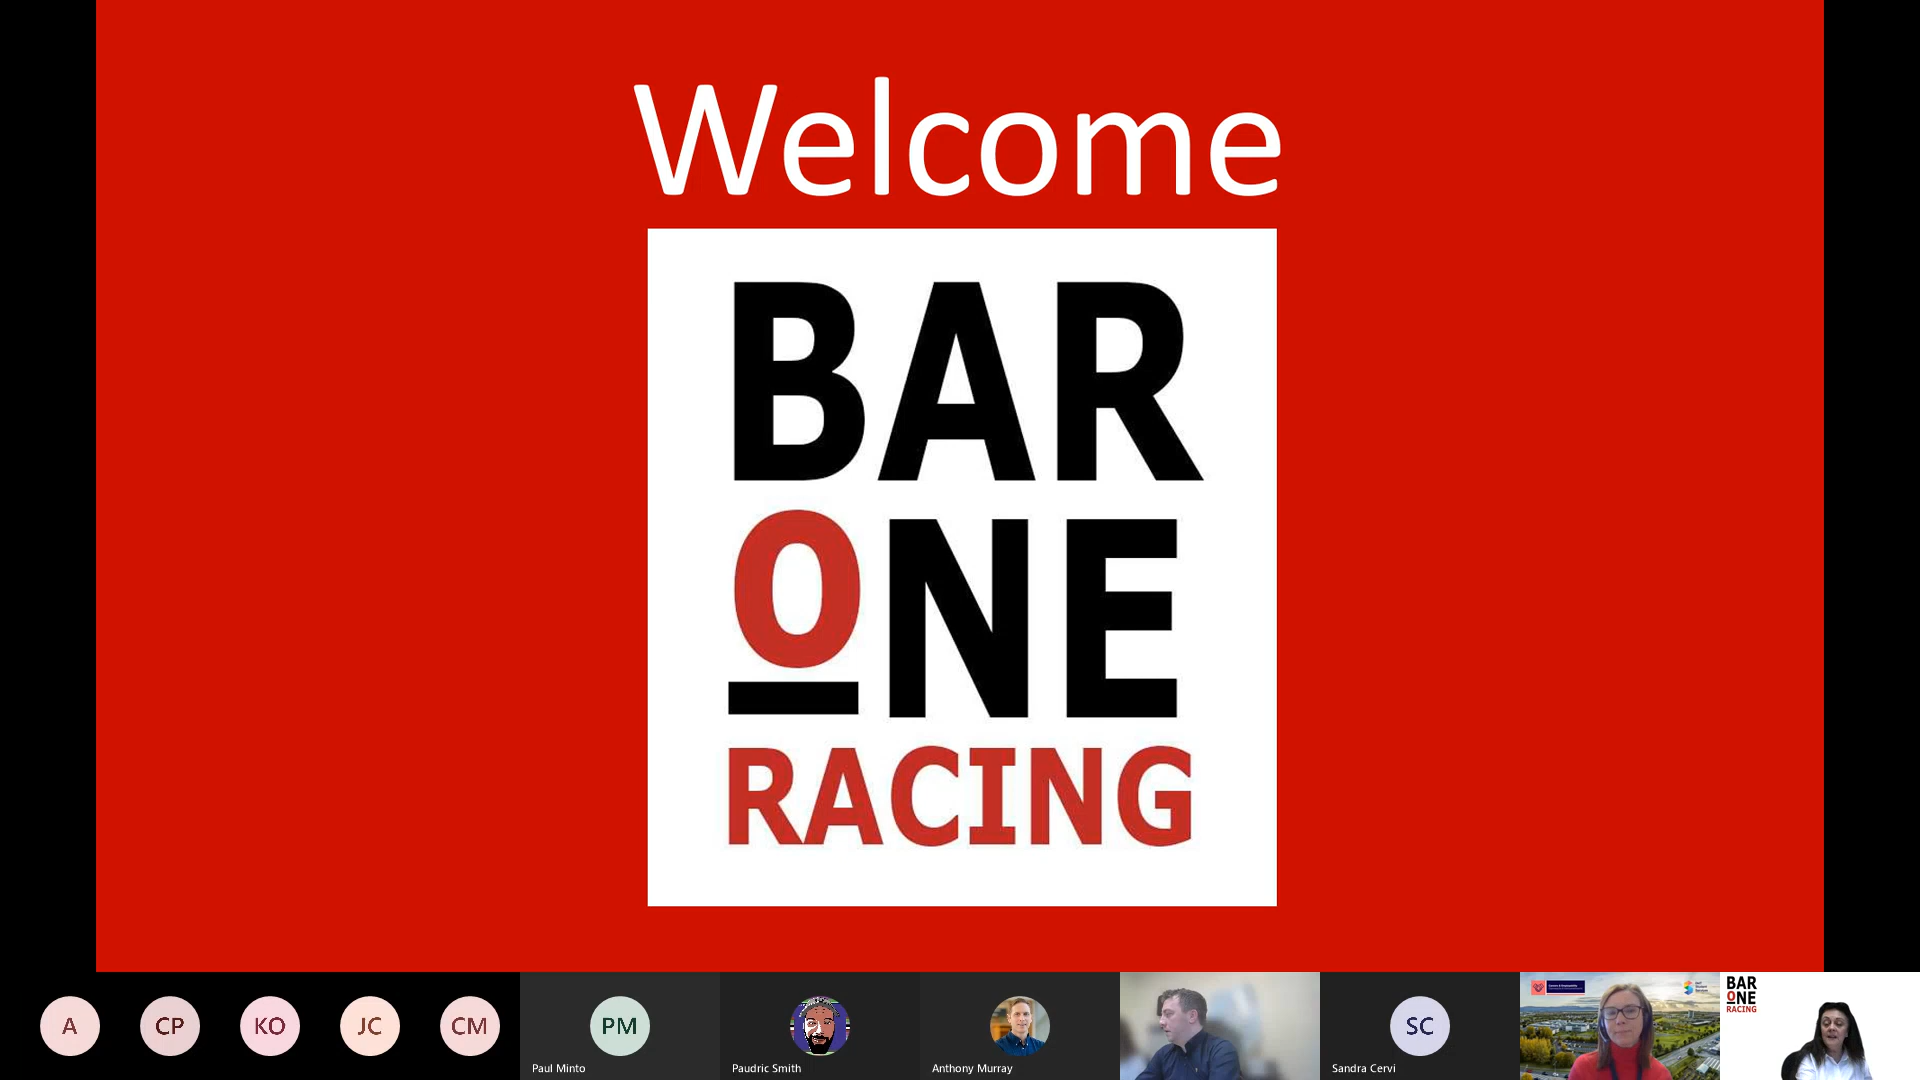 Welcome
BAR
ONE
RACING
A
CP
KO
JC
CM
PM
Paul Minto
Paudric Smith
Anthony Murray
SC
Sandra Cervi
BAR
ONE
RACING